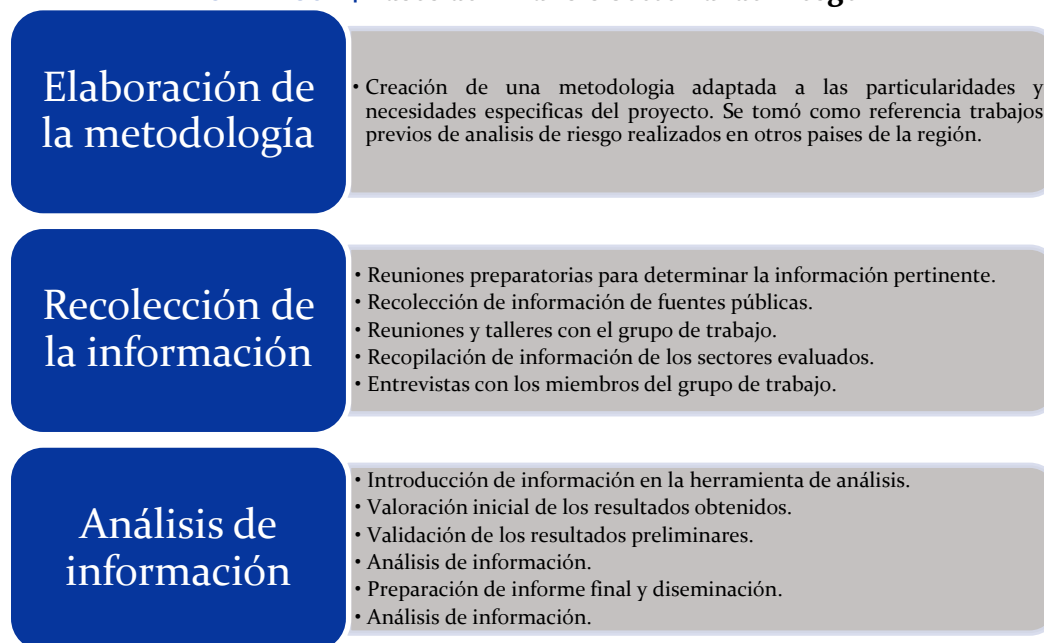 Elaboración de
la metodología
• Creación de una metodologia adaptada a las particularidades y
necesidades especificas del proyecto. Se tomó como referencia trabajos
previos de analisis de riesgo realizados en otros paises de la región.
Recolección de
la información
• Reuniones preparatorias para determinar la información pertinente.
• Recolección de información de fuentes públicas.
• Reuniones y talleres con el grupo de trabajo.
• Recopilación de información de los sectores evaluados.
• Entrevistas con los miembros del grupo de trabajo.
Análisis de
información
• Introducción de información en la herramienta de análisis.
• Valoración inicial de los resultados obtenidos.
• Validación de los resultados preliminares.
• Análisis de información.
• Preparación de informe final y diseminación.
• Análisis de información.